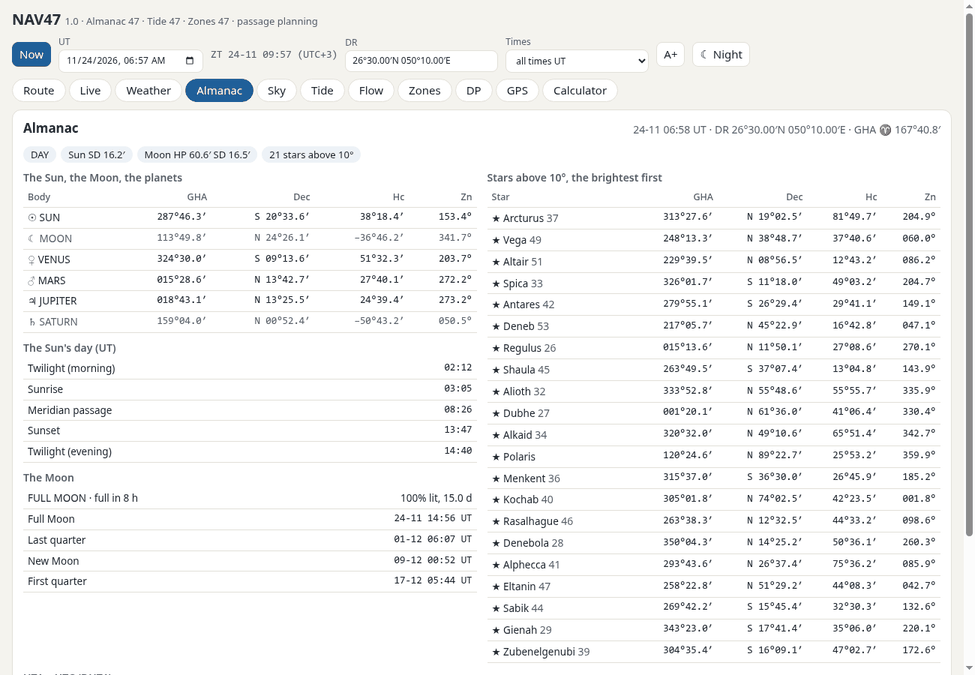 NAV47 1.0 · Almanac 47 · Tide 47 · Zones 47 · passage planning
Now
UT
11/24/2026, 06:57 AM
ZT 24-11 09:57 (UTC+3)
DR
26°30.00′N 050°10.00′E
Times
all times UT
A+
☾ Night
Route Live Weather Almanac Sky Tide Flow Zones DP GPS Calculator
Almanac
24-11 06:58 UT · DR 26°30.00′N 050°10.00′E · GHA ♈ 167°40.8′
DAY Sun SD 16.2′ Moon HP 60.6′ SD 16.5′ 21 stars above 10°
The Sun, the Moon, the planets
Body GHA Dec Hc Zn
☉ SUN 287°46.3′ S 20°33.6′ 38°18.4′ 153.4°
☾ MOON 113°49.8′ N 24°26.1′ −36°46.2′ 341.7°
♀ VENUS 324°30.0′ S 09°13.6′ 51°32.3′ 203.7°
♂ MARS 015°28.6′ N 13°42.7′ 27°40.1′ 272.2°
♃ JUPITER 018°43.1′ N 13°25.5′ 24°39.4′ 273.2°
♄ SATURN 159°04.0′ N 00°52.4′ −50°43.2′ 050.5°
The Sun's day (UT)
Twilight (morning) 02:12
Sunrise 03:05
Meridian passage 08:26
Sunset 13:47
Twilight (evening) 14:40
The Moon
FULL MOON · full in 8 h 100% lit, 15.0 d
Full Moon 24-11 14:56 UT
Last quarter 01-12 06:07 UT
New Moon 09-12 00:52 UT
First quarter 17-12 05:44 UT
Stars above 10°, the brightest first
Star GHA Dec Hc Zn
★ Arcturus 37 313°27.6′ N 19°02.5′ 81°49.7′ 204.9°
★ Vega 49 248°13.3′ N 38°48.7′ 37°40.6′ 060.0°
★ Altair 51 229°39.5′ N 08°56.5′ 12°43.2′ 086.2°
★ Spica 33 326°01.7′ S 11°18.0′ 49°03.2′ 204.7°
★ Antares 42 279°55.1′ S 26°29.4′ 29°41.1′ 149.1°
★ Deneb 53 217°05.7′ N 45°22.9′ 16°42.8′ 047.1°
★ Regulus 26 015°13.6′ N 11°50.1′ 27°08.6′ 270.1°
★ Shaula 45 263°49.5′ S 37°07.4′ 13°04.8′ 143.9°
★ Alioth 32 333°52.8′ N 55°48.6′ 55°55.7′ 335.9°
★ Dubhe 27 001°20.1′ N 61°36.0′ 41°06.4′ 330.4°
★ Alkaid 34 320°32.0′ N 49°10.6′ 65°51.4′ 342.7°
★ Polaris 120°24.6′ N 89°22.7′ 25°53.2′ 359.9°
★ Menkent 36 315°37.0′ S 36°30.0′ 26°45.9′ 185.2°
★ Kochab 40 305°01.8′ N 74°02.5′ 42°23.5′ 001.8°
★ Rasalhague 46 263°38.3′ N 12°32.5′ 44°33.2′ 098.6°
★ Denebola 28 350°04.3′ N 14°25.2′ 50°36.1′ 260.3°
★ Alphecca 41 293°43.6′ N 26°37.4′ 75°36.2′ 085.9°
★ Eltanin 47 258°22.8′ N 51°29.2′ 44°08.3′ 042.7°
★ Sabik 44 269°42.2′ S 15°45.4′ 32°30.3′ 132.6°
★ Gienah 29 343°23.0′ S 17°41.4′ 35°06.0′ 220.1°
★ Zubenelgenubi 39 304°35.4′ S 16°09.1′ 47°02.7′ 172.6°